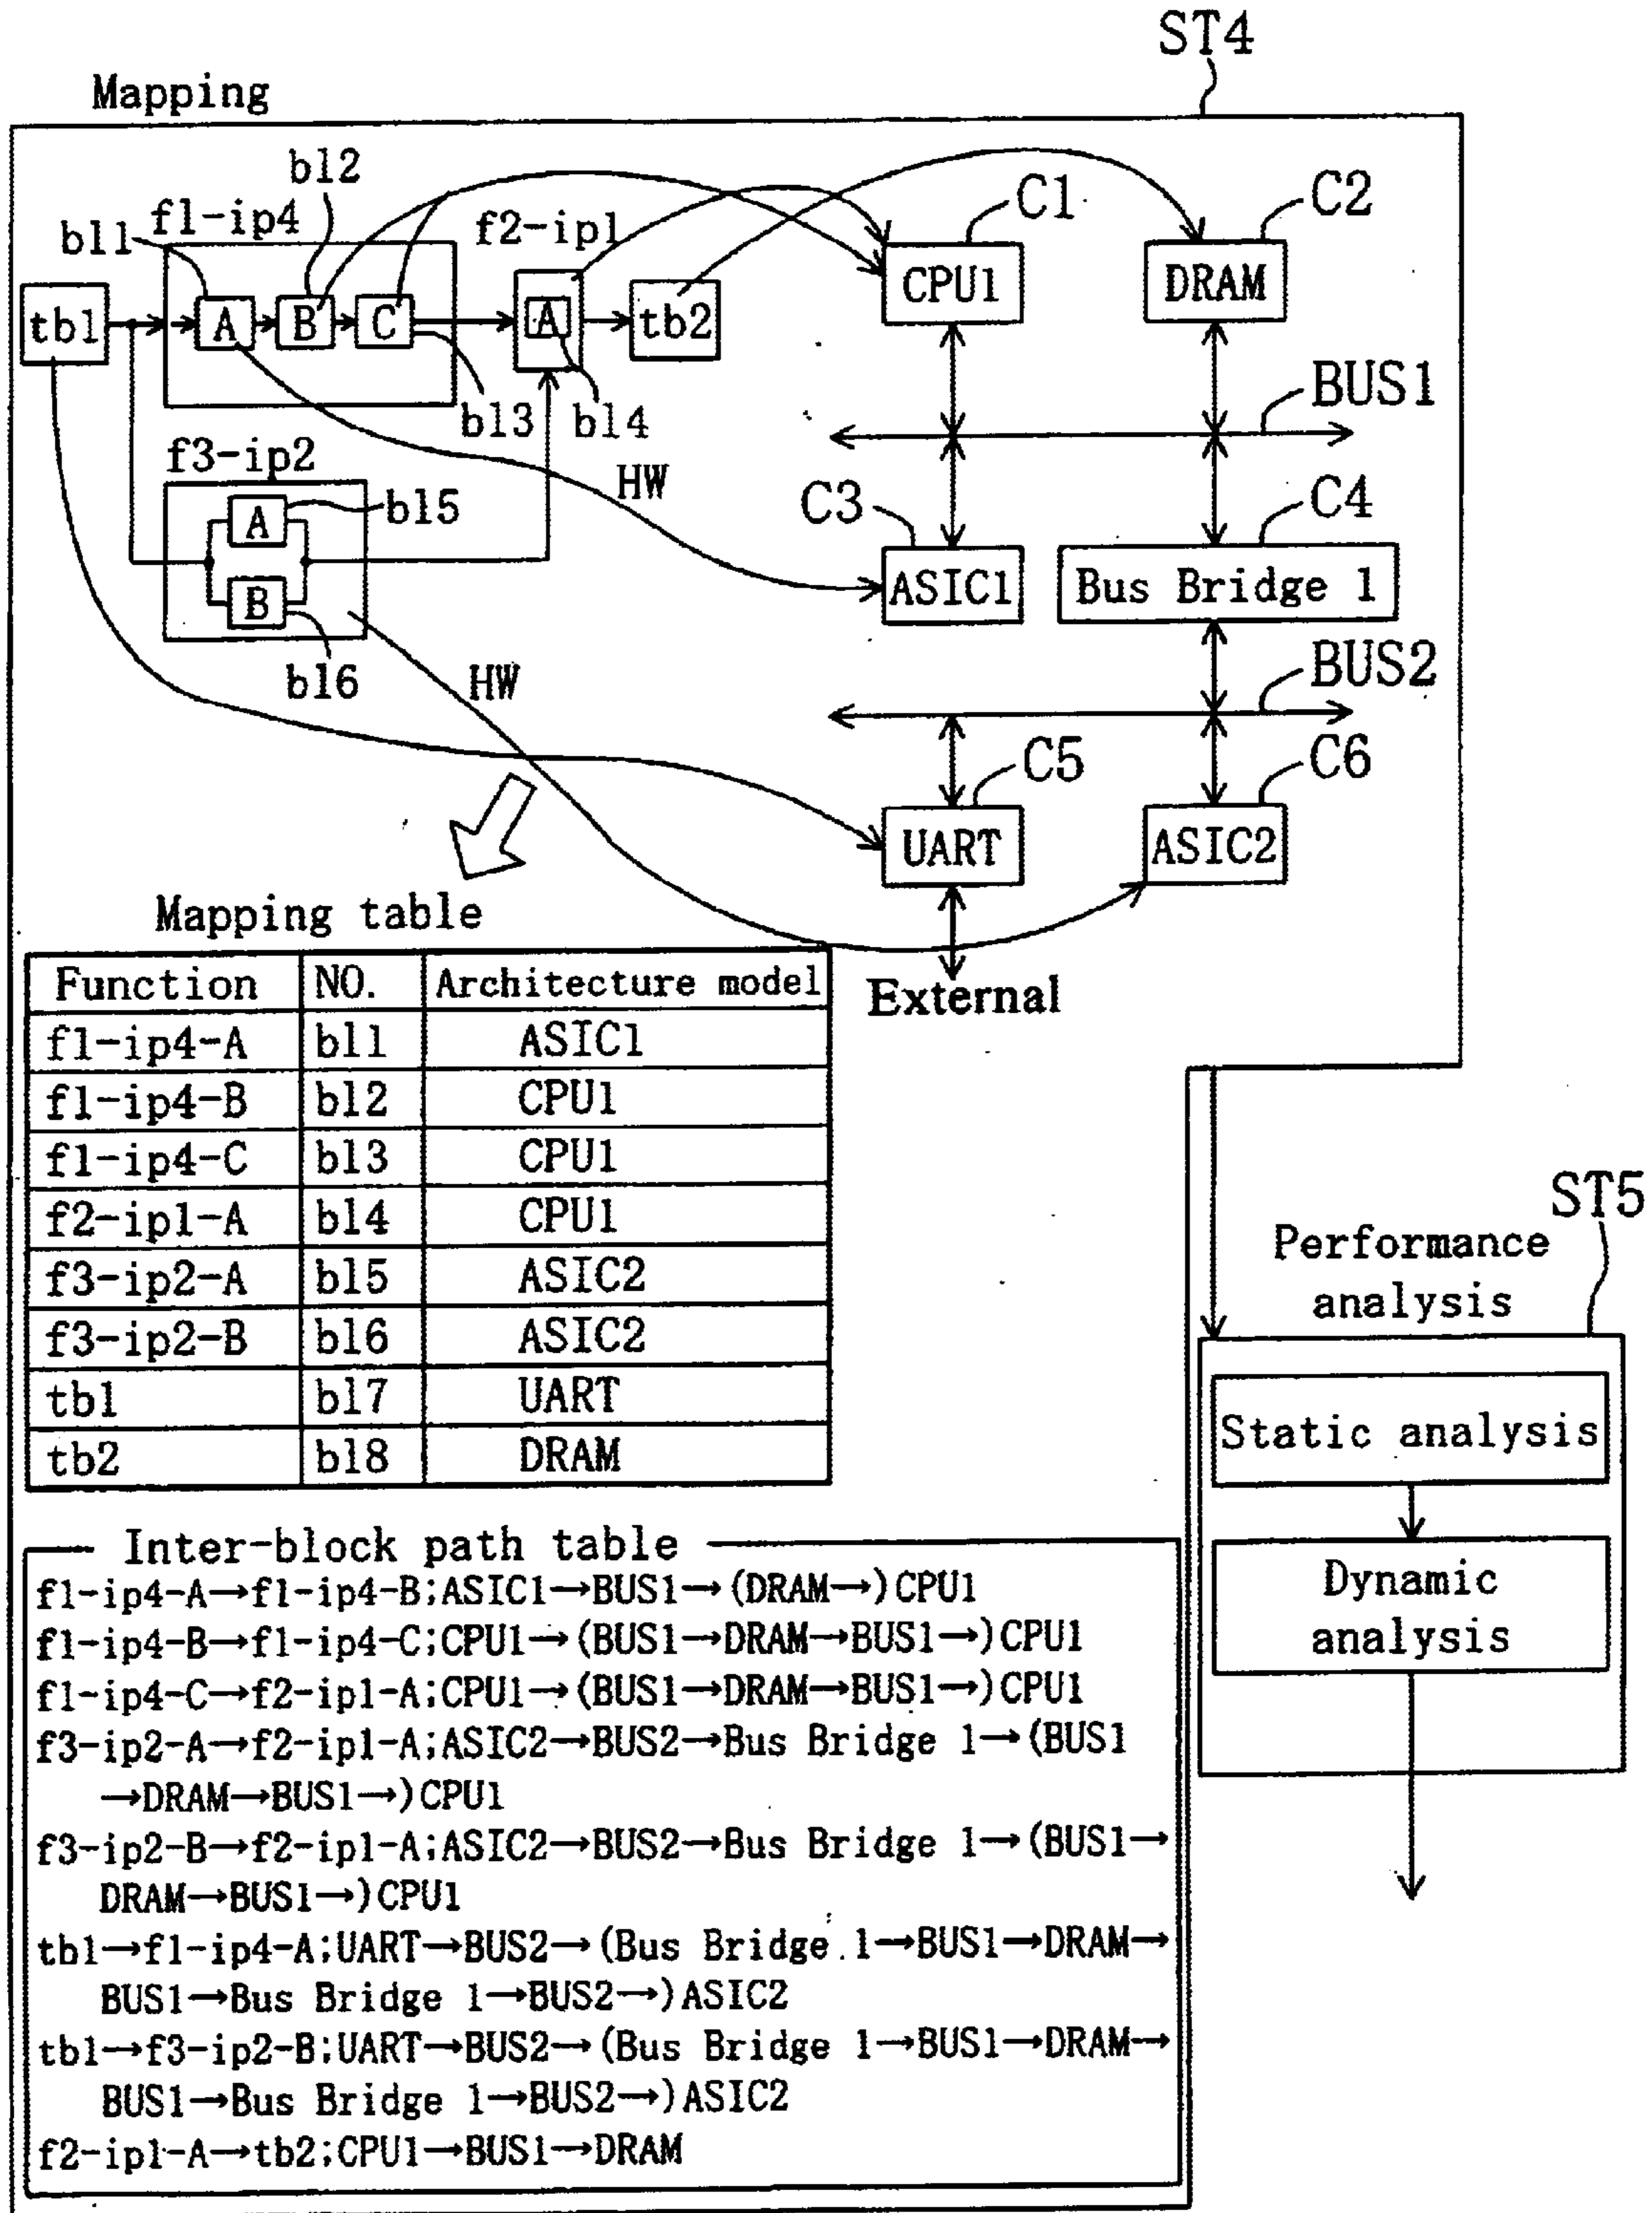 ST4
Mapping
bl2
C1
C2
f1-ip4
f2-ip1
bl1
CPU1
DRAM
tb1
A
B
C
A
tb2
BUS1
bl3
bl4
f3-ip2
HW
C3
C4
A
bl5
ASIC1
Bus Bridge 1
B
bl6
HW
BUS2
C5
C6
UART
ASIC2
Mapping table
External
Function NO. Architecture model
f1-ip4-A bl1 ASIC1
f1-ip4-B bl2 CPU1
f1-ip4-C bl3 CPU1
f2-ip1-A bl4 CPU1
f3-ip2-A bl5 ASIC2
f3-ip2-B bl6 ASIC2
tb1 bl7 UART
tb2 bl8 DRAM
ST5
Performance
analysis
Static analysis
Dynamic
analysis
Inter-block path table
f1-ip4-A→f1-ip4-B;ASIC1→BUS1→(DRAM→)CPU1
f1-ip4-B→f1-ip4-C;CPU1→(BUS1→DRAM→BUS1→)CPU1
f1-ip4-C→f2-ip1-A;CPU1→(BUS1→DRAM→BUS1→)CPU1
f3-ip2-A→f2-ip1-A;ASIC2→BUS2→Bus Bridge 1→(BUS1
→DRAM→BUS1→)CPU1
f3-ip2-B→f2-ip1-A;ASIC2→BUS2→Bus Bridge 1→(BUS1→
DRAM→BUS1→)CPU1
tb1→f1-ip4-A;UART→BUS2→(Bus Bridge 1→BUS1→DRAM→
BUS1→Bus Bridge 1→BUS2→)ASIC2
tb1→f3-ip2-B;UART→BUS2→(Bus Bridge 1→BUS1→DRAM→
BUS1→Bus Bridge 1→BUS2→)ASIC2
f2-ip1-A→tb2;CPU1→BUS1→DRAM